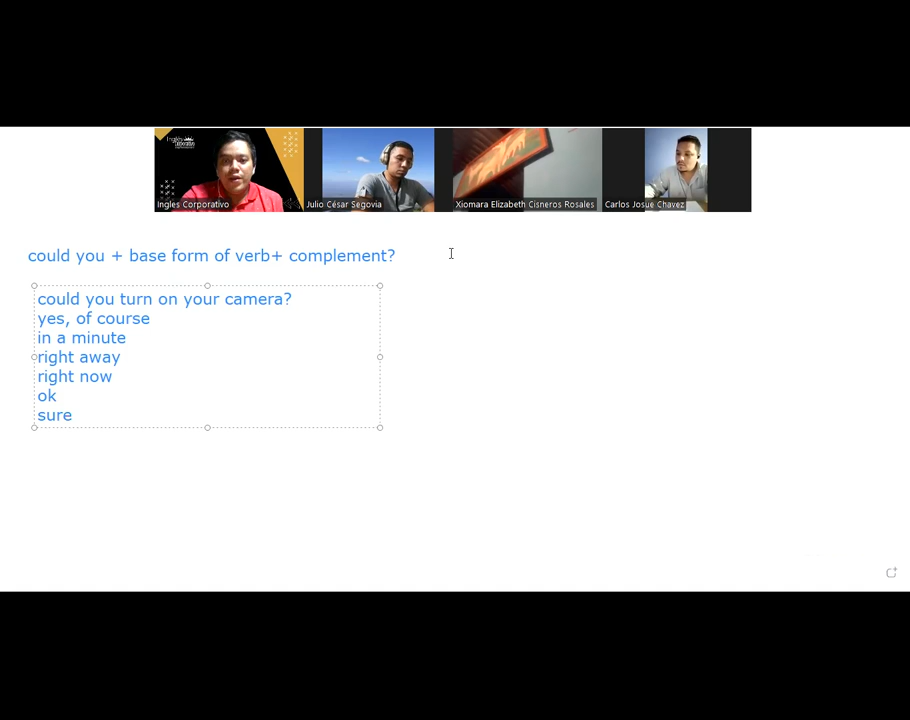 Ingles Corporativo
Julio César Segovia
Xiomara Elizabeth Cisneros Rosales
Carlos Josue Chavez
could you + base form of verb+ complement?
could you turn on your camera?
yes, of course
in a minute
right away
right now
ok
sure